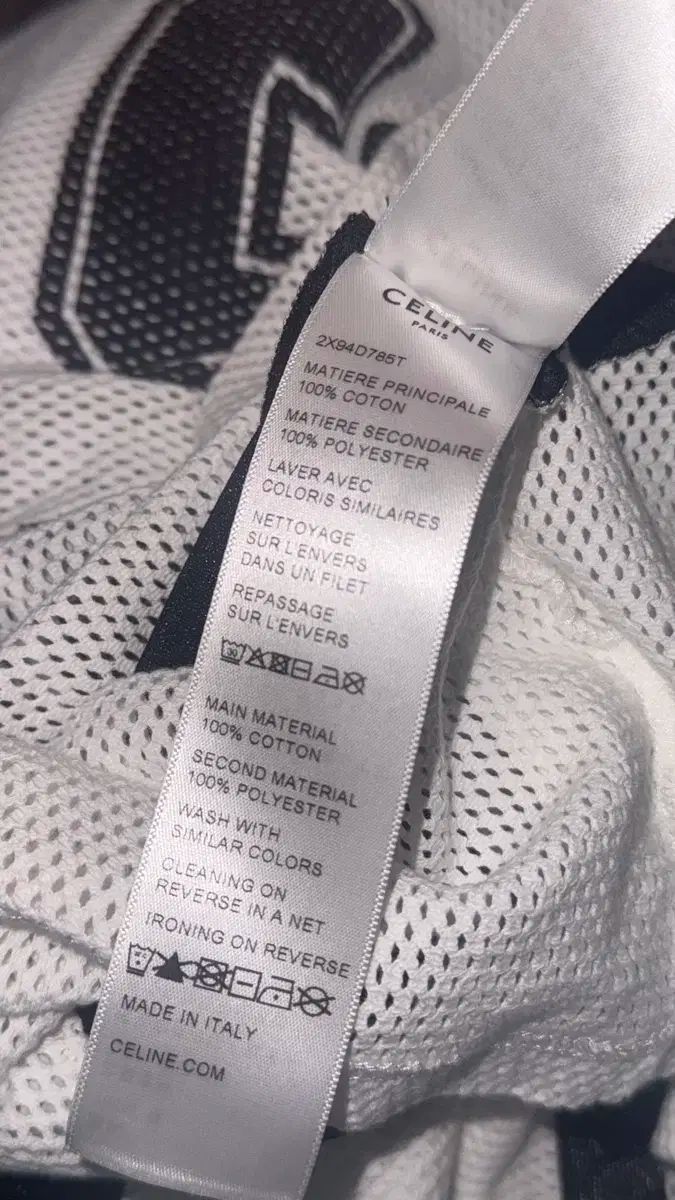 CELINE
PARIS
2X94D785T
MATIERE PRINCIPALE
100% COTON
MATIERE SECONDAIRE
100% POLYESTER
LAVER AVEC
COLORIS SIMILAIRES
NETTOYAGE
SUR L'ENVERS
DANS UN FILET
REPASSAGE
SUR L'ENVERS
30
MAIN MATERIAL
100% COTTON
SECOND MATERIAL
100% POLYESTER
WASH WITH
SIMILAR COLORS
CLEANING ON
REVERSE IN A NET
IRONING ON REVERSE
MADE IN ITALY
CELINE.COM